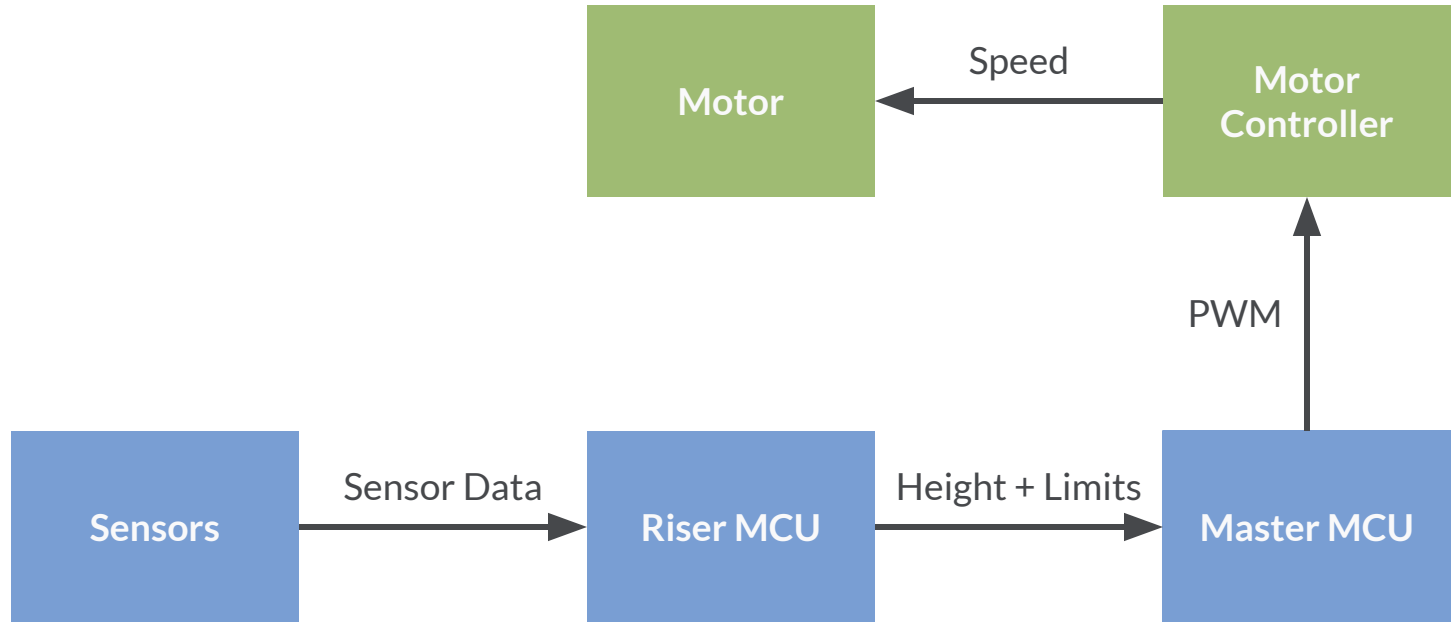 Speed
Motor
Motor
Controller
PWM
Sensor Data
Height + Limits
Sensors
Riser MCU
Master MCU